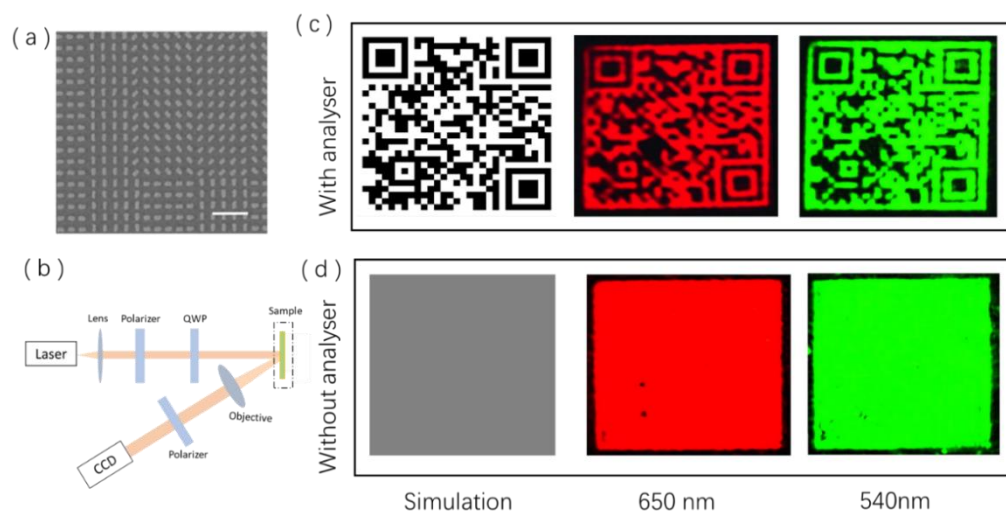 ( a )
( b )
Lens
Polarizer
QWP
Sample
Laser
Objective
Polarizer
CCD
( c )
With analyser
( d )
Without analyser
Simulation
650 nm
540nm